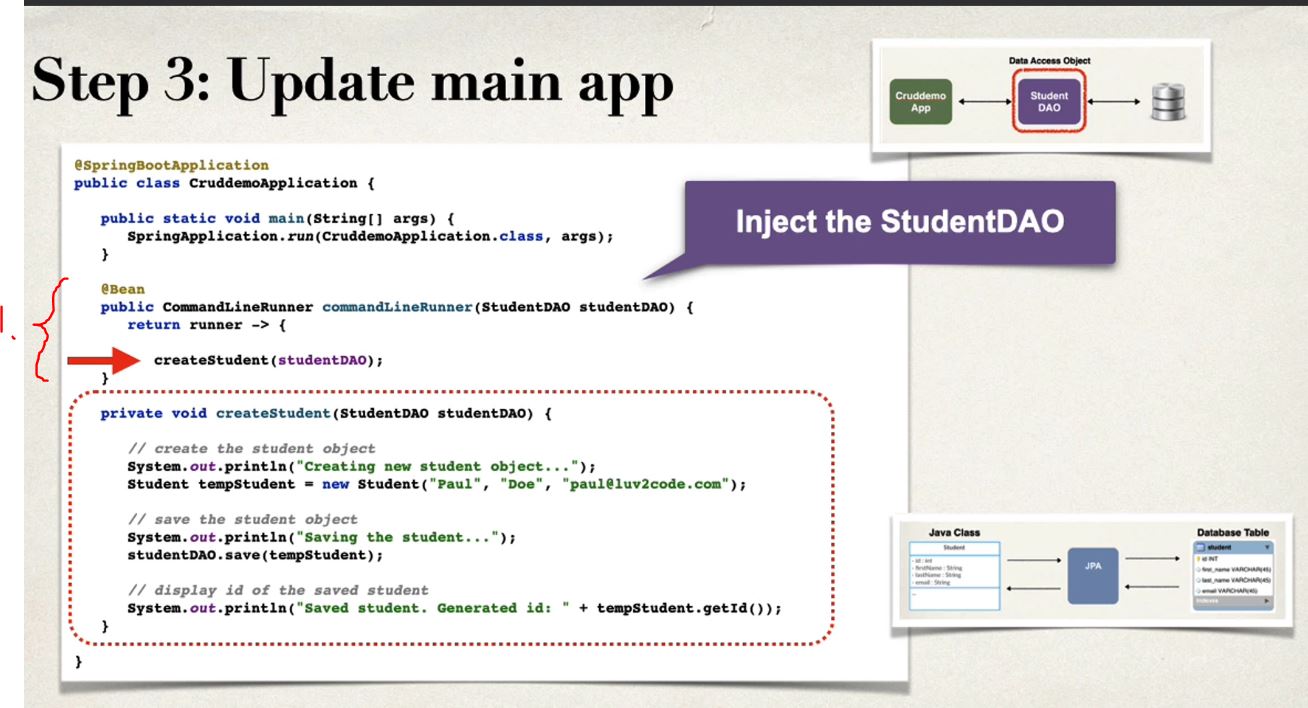 Step 3: Update main app
Data Access Object
Cruddemo
App
Student
DAO
@SpringBootApplication
public class CruddemoApplication {
public static void main(String[] args) {
SpringApplication.run(CruddemoApplication.class, args);
}
Inject the StudentDAO
@Bean
public CommandLineRunner commandLineRunner(StudentDAO studentDAO) {
return runner -> {
1.
createStudent(studentDAO);
}
private void createStudent(StudentDAO studentDAO) {
// create the student object
System.out.println("Creating new student object...");
Student tempStudent = new Student("Paul", "Doe", "paul@luv2code.com");
// save the student object
System.out.println("Saving the student...");
studentDAO.save(tempStudent);
// display id of the saved student
System.out.println("Saved student. Generated id: " + tempStudent.getId());
}
}
Java Class
Student
- id : int
- firstName : String
- lastName : String
- email : String
...
JPA
Database Table
student
id INT
first_name VARCHAR(45)
last_name VARCHAR(45)
email VARCHAR(45)
Indexes